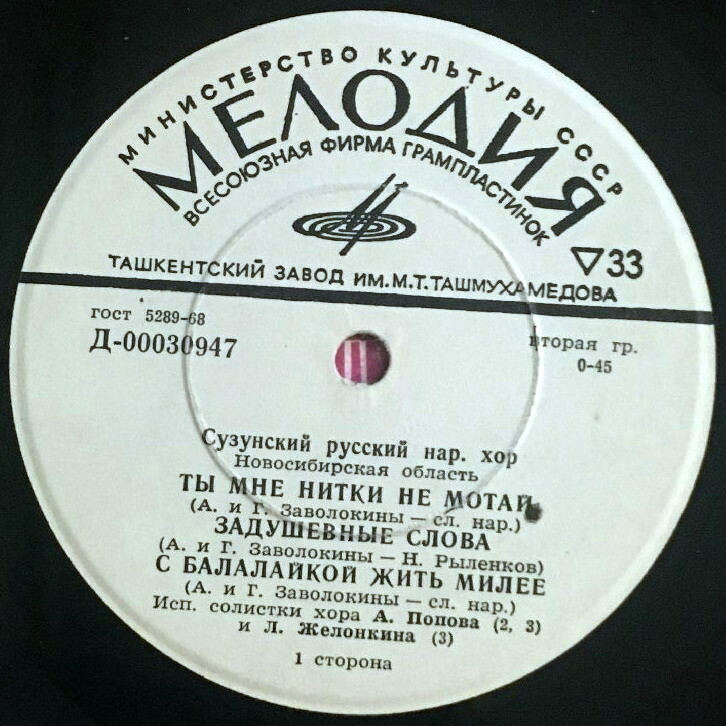 МИНИСТЕРСТВО КУЛЬТУРЫ СССР
МЕЛОДИЯ
ВСЕСОЮЗНАЯ ФИРМА ГРАМПЛАСТИНОК
33
ТАШКЕНТСКИЙ ЗАВОД ИМ. М.Т.ТАШМУХАМЕДОВА
гост 5289-68
Д-00030947
вторая гр.
0-45
Сузунский русский нар. хор
Новосибирская область
ТЫ МНЕ НИТКИ НЕ МОТАЙ
(А. и Г. Заволокины — сл. нар.)
ЗАДУШЕВНЫЕ СЛОВА
(А. и Г. Заволокины — Н. Рыленков)
С БАЛАЛАЙКОЙ ЖИТЬ МИЛЕЕ
(А. и Г. Заволокины — сл. нар.)
Исп. солистки хора А. Попова (2, 3)
и Л. Желонкина (3)
1 сторона